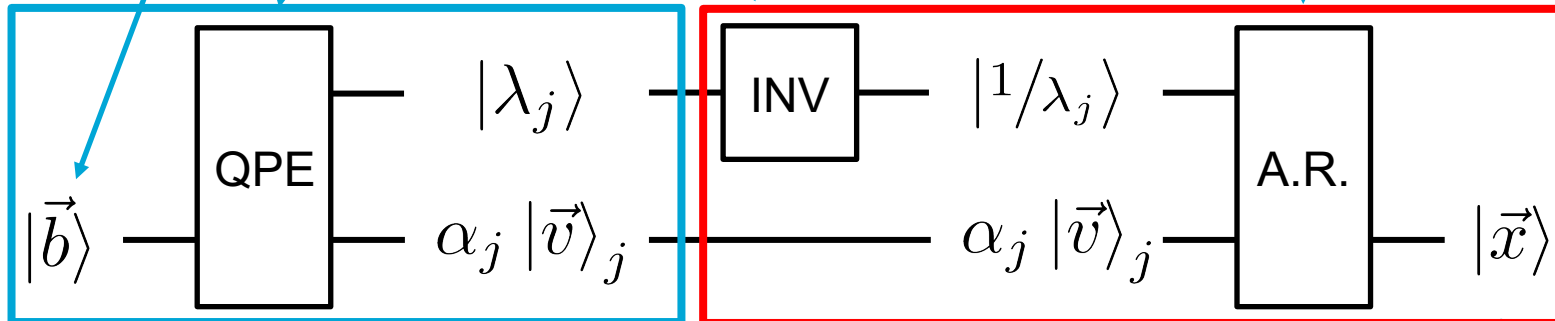 |λ_j⟩ INV |1/λ_j⟩
QPE A.R.
|b⃗⟩ α_j |v⃗⟩_j α_j |v⃗⟩_j |x⃗⟩